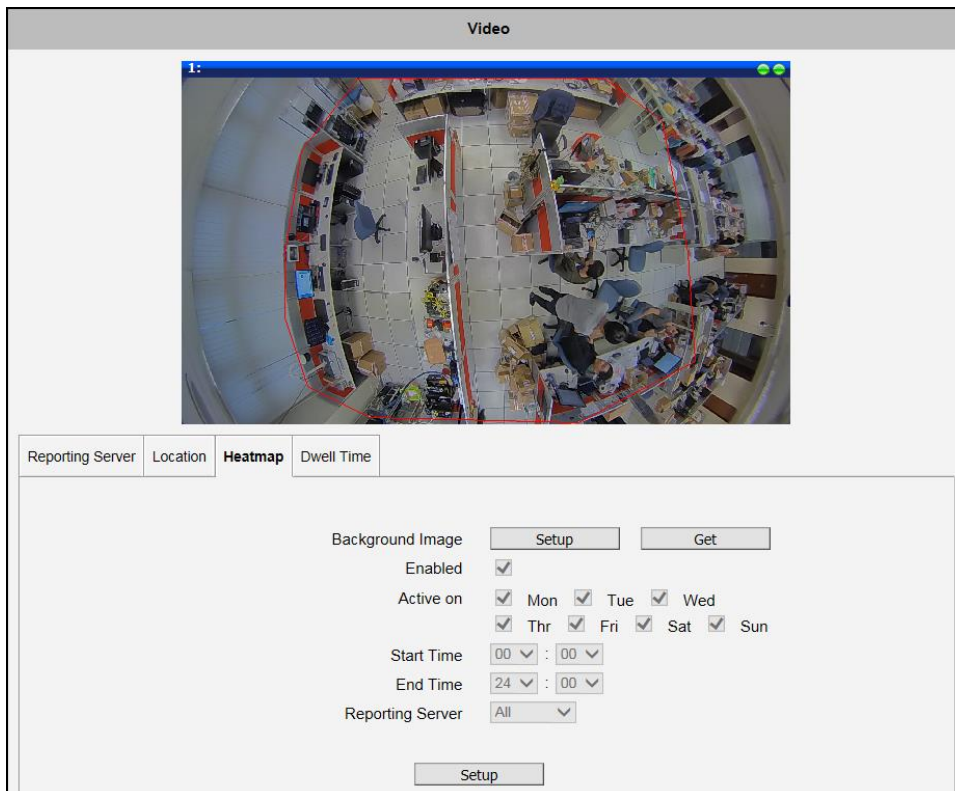 Video
1:
Reporting Server Location Heatmap Dwell Time
Background Image Setup Get
Enabled
Active on Mon Tue Wed
Thr Fri Sat Sun
Start Time 00 : 00
End Time 24 : 00
Reporting Server All
Setup